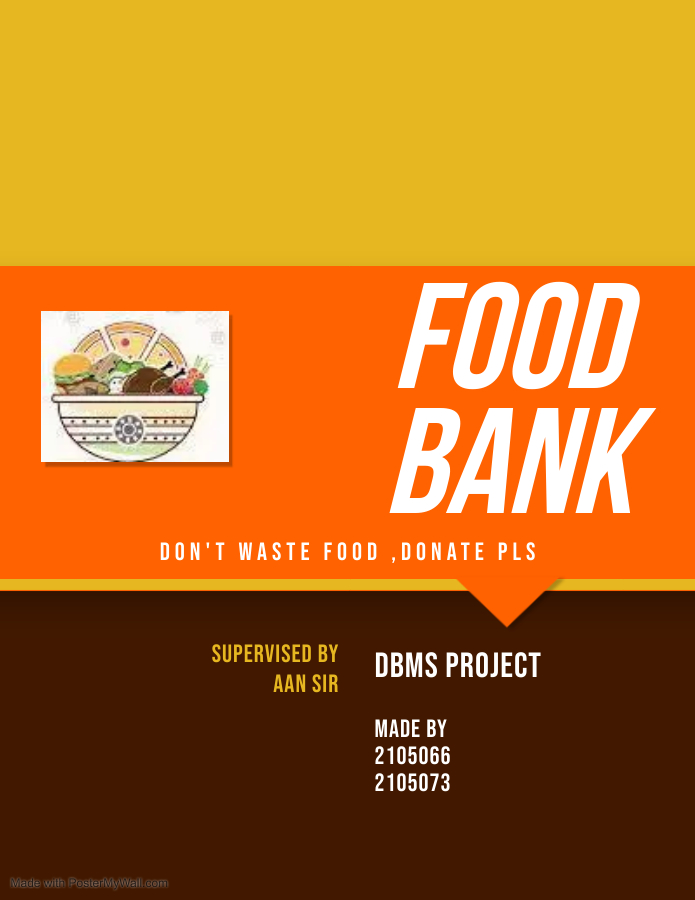 FOOD
BANK
DON'T WASTE FOOD ,DONATE PLS
SUPERVISED BY
AAN SIR
DBMS PROJECT
MADE BY
2105066
2105073
Made with PosterMyWall.com